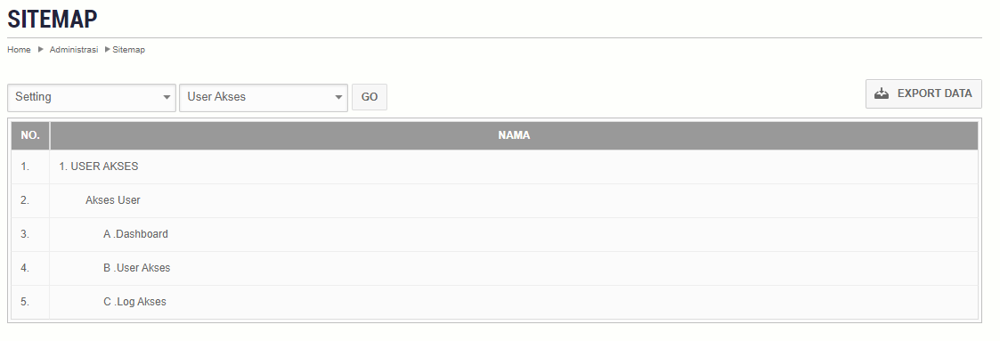 SITEMAP
Home Administrasi Sitemap
Setting User Akses GO EXPORT DATA
NO. NAMA
1. 1. USER AKSES
2. Akses User
3. A .Dashboard
4. B .User Akses
5. C .Log Akses